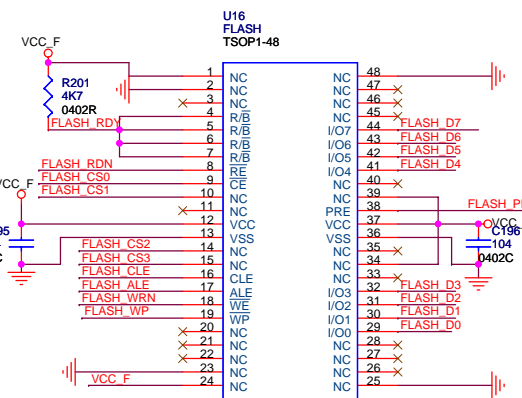 U16
FLASH
TSOP1-48
VCC_F
R201
4K7
0402R
FLASH_RDY
FLASH_RDN
FLASH_CS0
FLASH_CS1
VCC_F
95
FLASH_CS2
FLASH_CS3
FLASH_CLE
FLASH_ALE
FLASH_WRN
FLASH_WP
VCC_F
1 NC
2 NC
3 NC
4 R/B
5 R/B
6 R/B
7 R/B
8 RE
9 CE
10 NC
11 NC
12 VCC
13 VSS
14 NC
15 NC
16 CLE
17 ALE
18 WE
19 WP
20 NC
21 NC
22 NC
23 NC
24 NC
NC 48
NC 47
NC 46
NC 45
I/O7 44 FLASH_D7
I/O6 43 FLASH_D6
I/O5 42 FLASH_D5
I/O4 41 FLASH_D4
NC 40
NC 39
PRE 38 FLASH_P
VCC 37
VSS 36
NC 35
NC 34
NC 33
I/O3 32 FLASH_D3
I/O2 31 FLASH_D2
I/O1 30 FLASH_D1
I/O0 29 FLASH_D0
NC 28
NC 27
NC 26
NC 25
VCC
C196
104
0402C